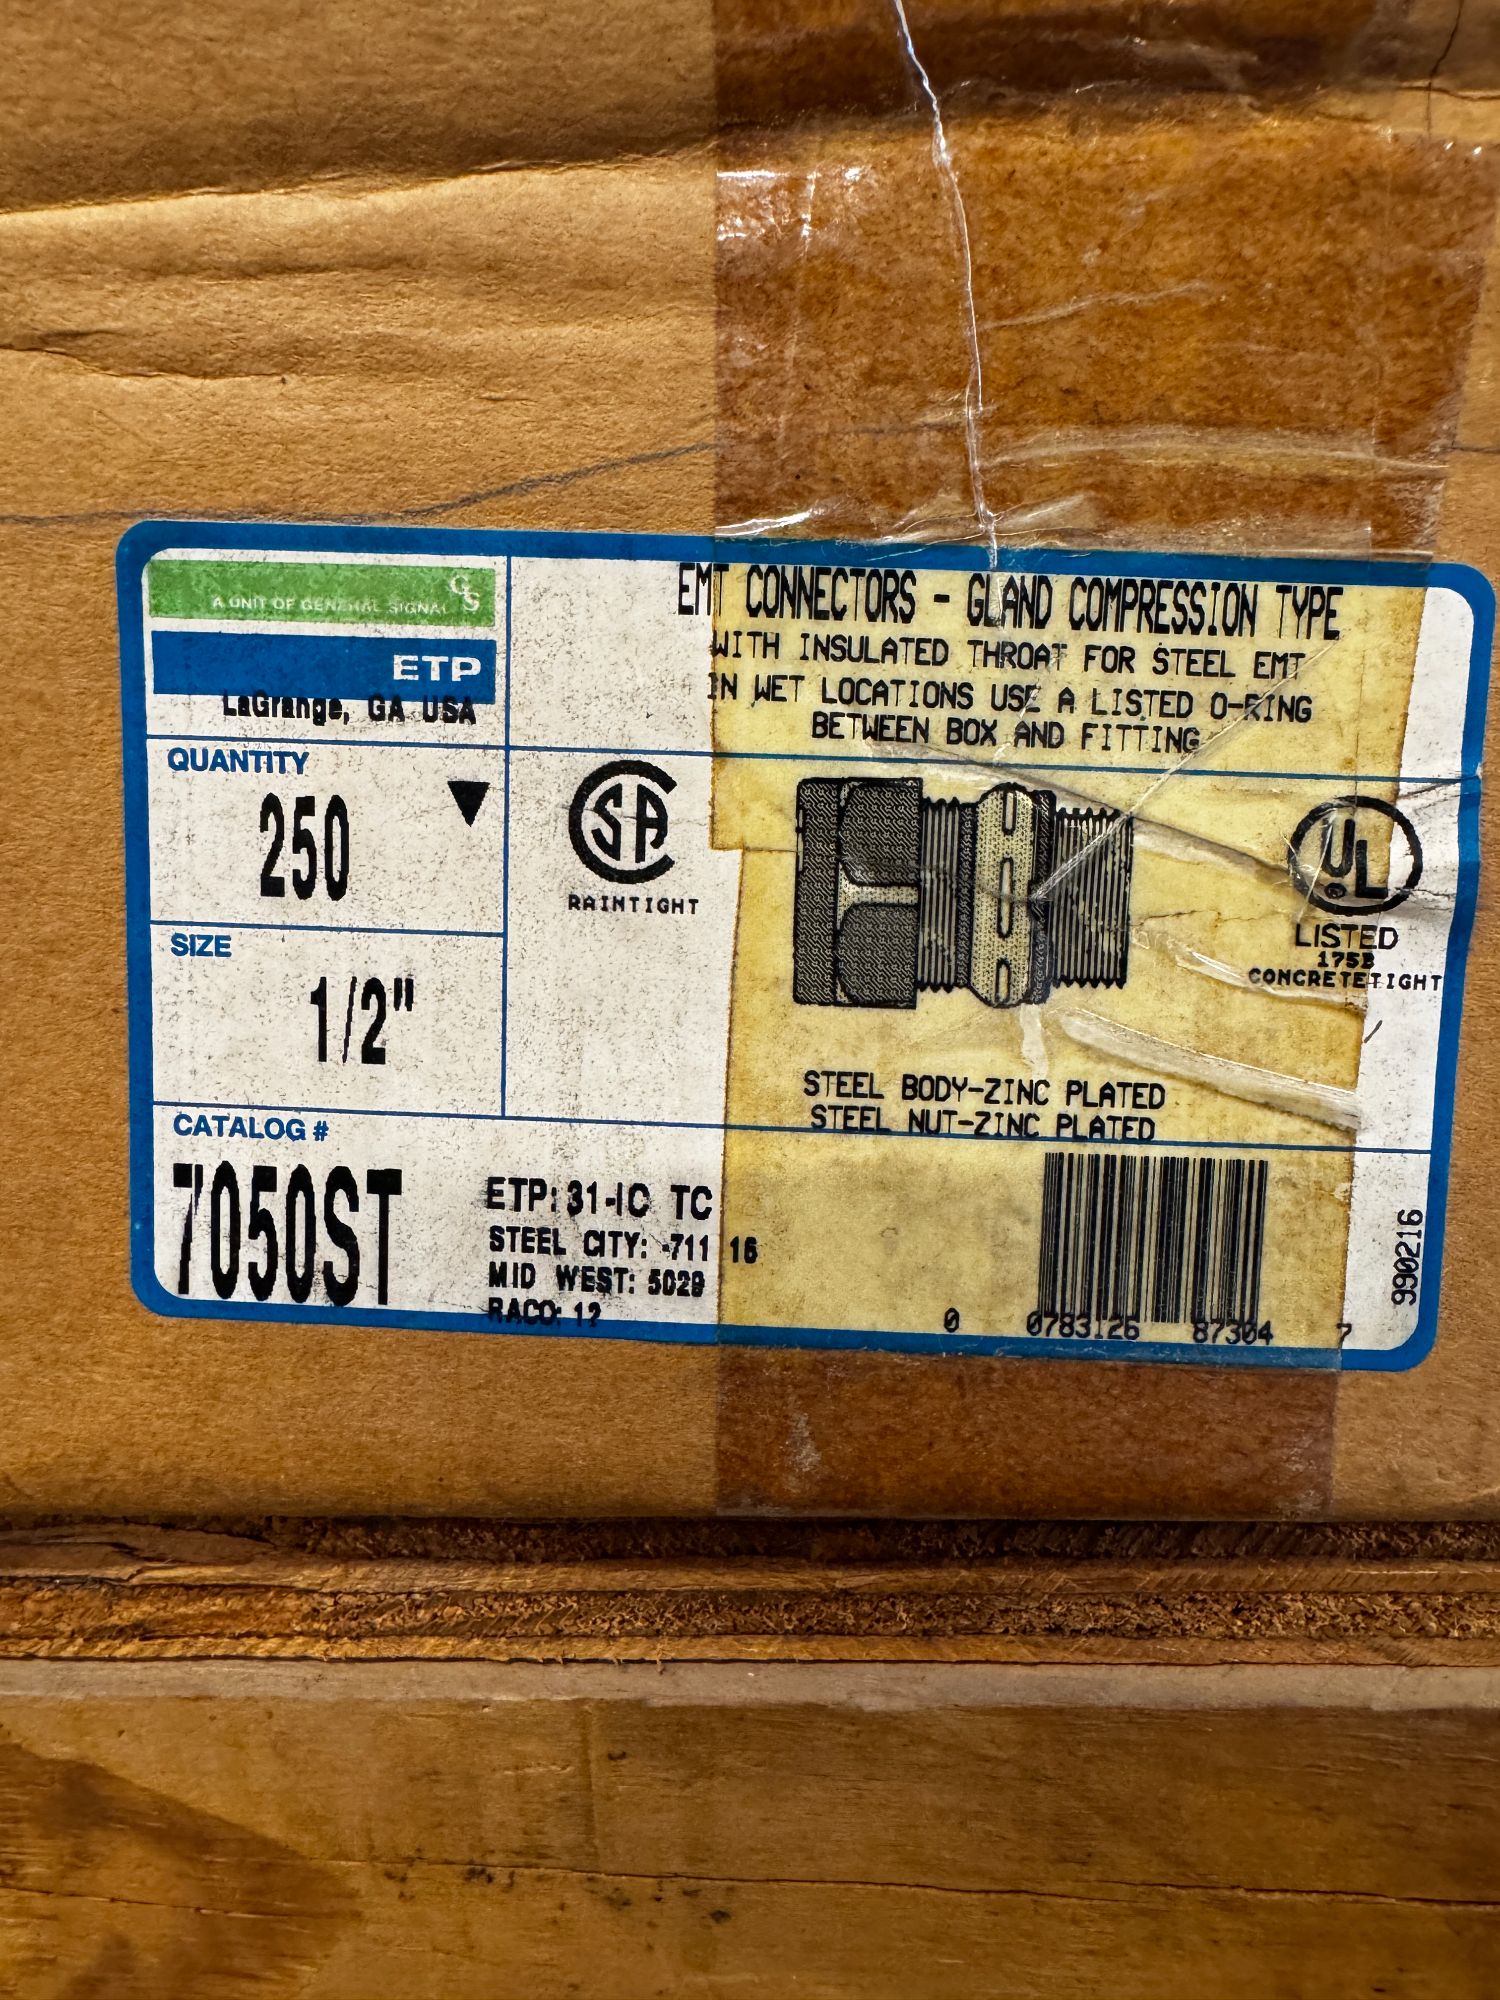 A UNIT OF GENERAL SIGNAL
GS
ETP
LaGrange, GA USA
EMT CONNECTORS - GLAND COMPRESSION TYPE
WITH INSULATED THROAT FOR STEEL EMT
IN WET LOCATIONS USE A LISTED O-RING
BETWEEN BOX AND FITTING
QUANTITY
250
SIZE
1/2"
SA
RAINTIGHT
UL
®
LISTED
175B
CONCRETETIGHT
STEEL BODY-ZINC PLATED
STEEL NUT-ZINC PLATED
CATALOG #
7050ST
ETP: 31-IC TC
STEEL CITY: -711 16
MID WEST: 5029
RACO:
0 0783126 87304 7
990216